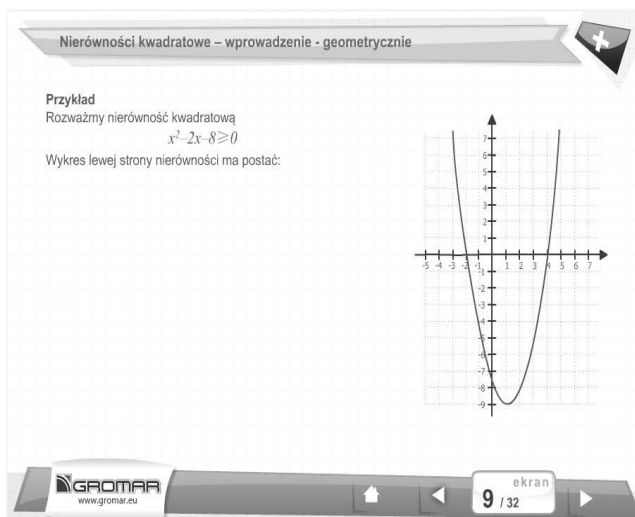 Nierówności kwadratowe – wprowadzenie - geometrycznie
Przykład
Rozważmy nierówność kwadratową
x²–2x–8⩾0
Wykres lewej strony nierówności ma postać:
7
6
5
4
3
2
1
-5 -4 -3 -2 1 2 3 4 5 6 7
-1
-2
-3
-4
-5
-6
-7
-8
-9
GROMAR
www.gromar.eu
ekran
9 / 32